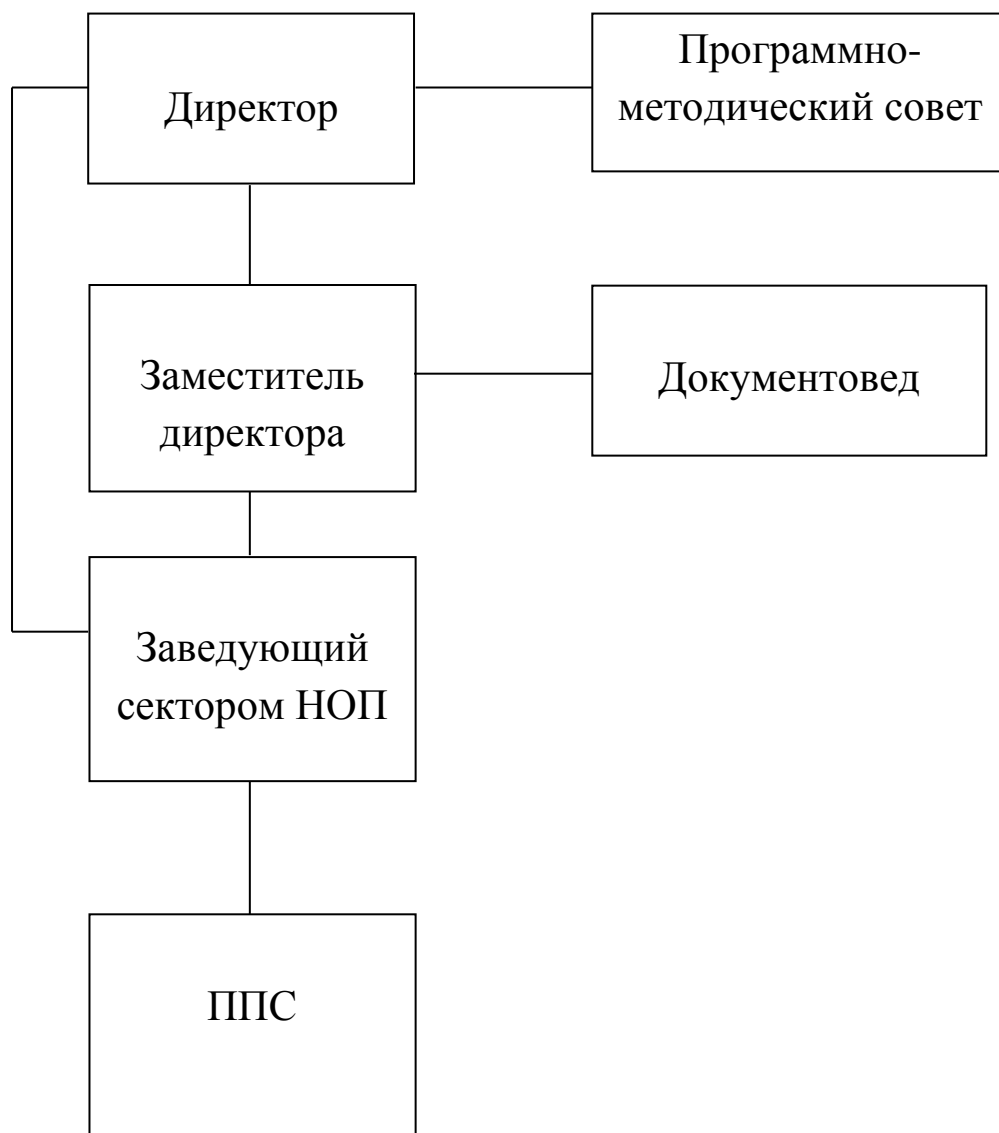 Директор
Программно-
методический совет
Заместитель
директора
Документовед
Заведующий
сектором НОП
ППС